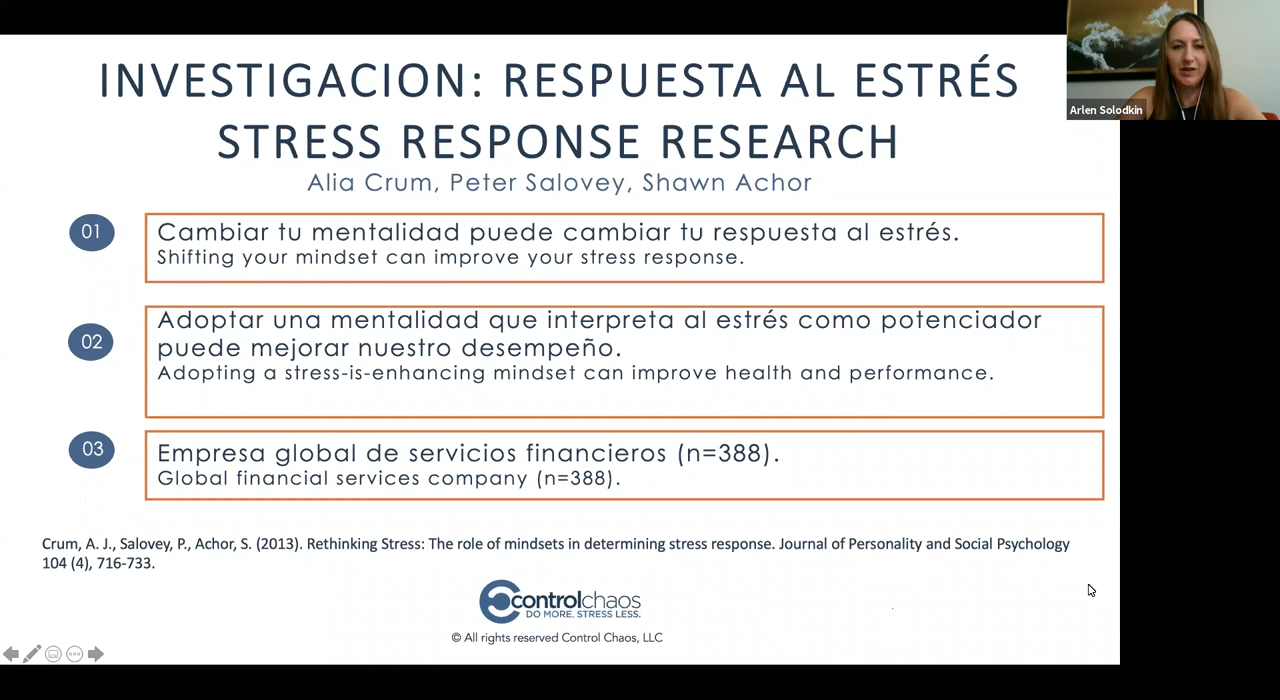 INVESTIGACION: RESPUESTA AL ESTRÉS
STRESS RESPONSE RESEARCH
Alia Crum, Peter Salovey, Shawn Achor
Arlen Solodkin
01
Cambiar tu mentalidad puede cambiar tu respuesta al estrés.
Shifting your mindset can improve your stress response.
02
Adoptar una mentalidad que interpreta al estrés como potenciador
puede mejorar nuestro desempeño.
Adopting a stress-is-enhancing mindset can improve health and performance.
03
Empresa global de servicios financieros (n=388).
Global financial services company (n=388).
Crum, A. J., Salovey, P., Achor, S. (2013). Rethinking Stress: The role of mindsets in determining stress response. Journal of Personality and Social Psychology
104 (4), 716-733.
controlchaos
DO MORE. STRESS LESS.
© All rights reserved Control Chaos, LLC